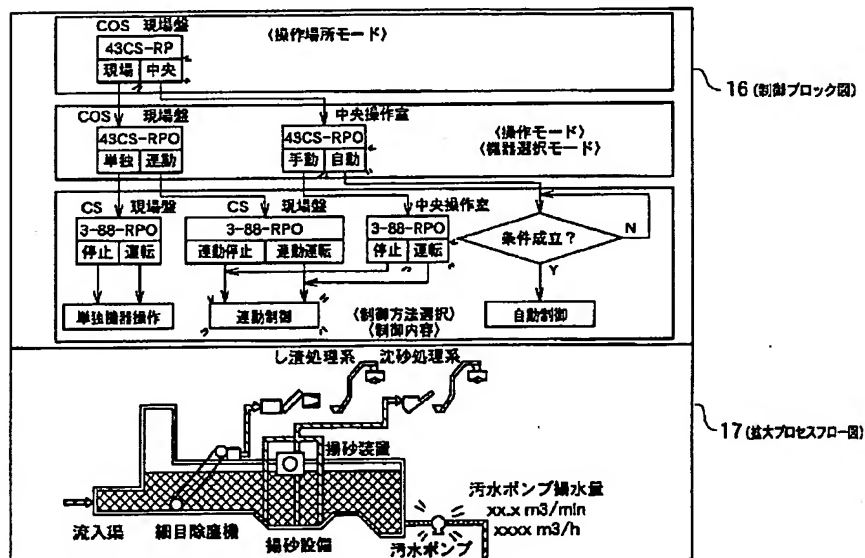 COS 現場盤
〈操作場所モード〉
43CS-RP
現場 中央
16 (制御ブロック図)
COS 現場盤
中央操作室
43CS-RPO
43CS-RPO
〈操作モード〉
〈機器選択モード〉
単独 連動
手動 自動
CS 現場盤
CS 現場盤
中央操作室
3-88-RPO
3-88-RPO
3-88-RPO
条件成立?
N
停止 運転
連動停止 連動運転
停止 運転
Y
単独機器操作
連動制御
〈制御方法選択〉
〈制御内容〉
自動制御
し渣処理系 沈砂処理系
17 (拡大プロセスフロー図)
揚砂装置
汚水ポンプ揚水量
xx.x m3/min
xxxx m3/h
流入渠
細目除塵機
揚砂設備
汚水ポンプ